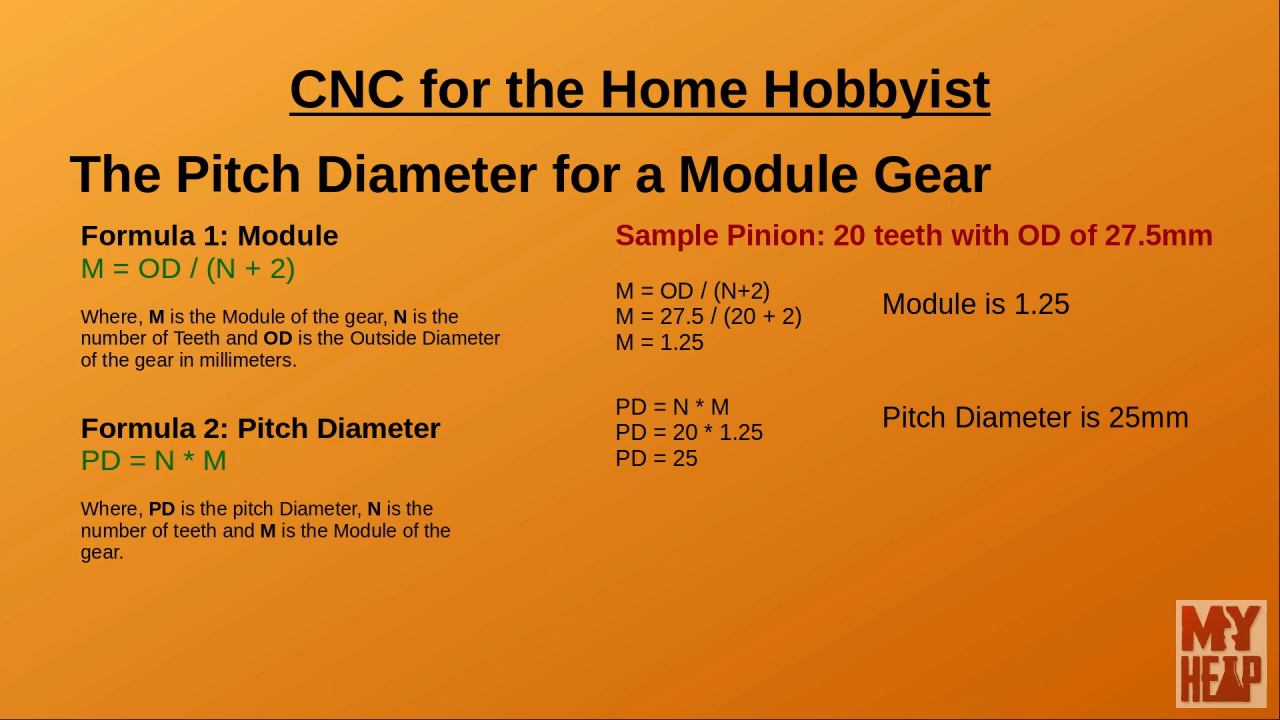 CNC for the Home Hobbyist
The Pitch Diameter for a Module Gear
Formula 1: Module
M = OD / (N + 2)
Where, M is the Module of the gear, N is the
number of Teeth and OD is the Outside Diameter
of the gear in millimeters.
Formula 2: Pitch Diameter
PD = N * M
Where, PD is the pitch Diameter, N is the
number of teeth and M is the Module of the
gear.
Sample Pinion: 20 teeth with OD of 27.5mm
M = OD / (N+2)
M = 27.5 / (20 + 2)
M = 1.25
Module is 1.25
PD = N * M
PD = 20 * 1.25
PD = 25
Pitch Diameter is 25mm
MY
HEAP